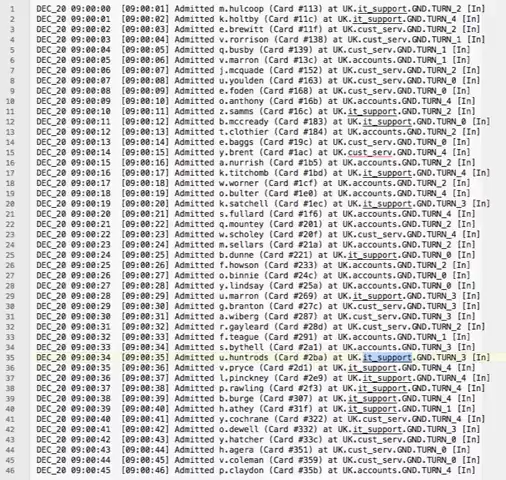 1 DEC_20 09:00:00 [09:00:01] Admitted m.hulcoop (Card #113) at UK.it_support.GND.TURN_2 [In]
2 DEC_20 09:00:01 [09:00:02] Admitted k.holtby (Card #11c) at UK.it_support.GND.TURN_4 [In]
3 DEC_20 09:00:02 [09:00:03] Admitted e.brewitt (Card #11f) at UK.cust_serv.GND.TURN_2 [In]
4 DEC_20 09:00:03 [09:00:04] Admitted v.rorrison (Card #138) at UK.cust_serv.GND.TURN_1 [In]
5 DEC_20 09:00:04 [09:00:05] Admitted q.busby (Card #139) at UK.cust_serv.GND.TURN_1 [In]
6 DEC_20 09:00:05 [09:00:06] Admitted v.maron (Card #13c) at UK.accounts.GND.TURN_1 [In]
7 DEC_20 09:00:06 [09:00:07] Admitted j.mcquade (Card #152) at UK.cust_serv.GND.TURN_2 [In]
8 DEC_20 09:00:07 [09:00:08] Admitted u.youlden (Card #163) at UK.cust_serv.GND.TURN_0 [In]
9 DEC_20 09:00:08 [09:00:09] Admitted e.foden (Card #168) at UK.cust_serv.GND.TURN_0 [In]
10 DEC_20 09:00:09 [09:00:10] Admitted o.anthony (Card #16b) at UK.accounts.GND.TURN_4 [In]
11 DEC_20 09:00:10 [09:00:11] Admitted z.samms (Card #16c) at UK.it_support.GND.TURN_2 [In]
12 DEC_20 09:00:11 [09:00:12] Admitted b.mccready (Card #183) at UK.it_support.GND.TURN_0 [In]
13 DEC_20 09:00:12 [09:00:13] Admitted t.clothier (Card #184) at UK.accounts.GND.TURN_2 [In]
14 DEC_20 09:00:13 [09:00:14] Admitted e.baggs (Card #19c) at UK.cust_serv.GND.TURN_0 [In]
15 DEC_20 09:00:14 [09:00:15] Admitted y.brent (Card #1ac) at UK.cust_serv.GND.TURN_4 [In]
16 DEC_20 09:00:15 [09:00:16] Admitted a.nurrish (Card #1b5) at UK.accounts.GND.TURN_2 [In]
17 DEC_20 09:00:16 [09:00:17] Admitted k.titchomb (Card #1bd) at UK.it_support.GND.TURN_4 [In]
18 DEC_20 09:00:17 [09:00:18] Admitted w.worner (Card #1cf) at UK.accounts.GND.TURN_2 [In]
19 DEC_20 09:00:18 [09:00:19] Admitted o.bulter (Card #1e0) at UK.accounts.GND.TURN_4 [In]
20 DEC_20 09:00:19 [09:00:20] Admitted k.satchell (Card #1ec) at UK.it_support.GND.TURN_3 [In]
21 DEC_20 09:00:20 [09:00:21] Admitted s.fullard (Card #1f6) at UK.accounts.GND.TURN_4 [In]
22 DEC_20 09:00:21 [09:00:22] Admitted q.mountey (Card #201) at UK.accounts.GND.TURN_2 [In]
23 DEC_20 09:00:22 [09:00:23] Admitted w.scholey (Card #20f) at UK.cust_serv.GND.TURN_4 [In]
24 DEC_20 09:00:23 [09:00:24] Admitted m.sellars (Card #21a) at UK.accounts.GND.TURN_2 [In]
25 DEC_20 09:00:24 [09:00:25] Admitted b.dunne (Card #221) at UK.it_support.GND.TURN_0 [In]
26 DEC_20 09:00:25 [09:00:26] Admitted f.howson (Card #233) at UK.accounts.GND.TURN_2 [In]
27 DEC_20 09:00:26 [09:00:27] Admitted o.binnie (Card #24c) at UK.accounts.GND.TURN_0 [In]
28 DEC_20 09:00:27 [09:00:28] Admitted y.lindsay (Card #25a) at UK.accounts.GND.TURN_0 [In]
29 DEC_20 09:00:28 [09:00:29] Admitted u.marron (Card #269) at UK.it_support.GND.TURN_3 [In]
30 DEC_20 09:00:29 [09:00:30] Admitted g.branton (Card #27c) at UK.cust_serv.GND.TURN_3 [In]
31 DEC_20 09:00:30 [09:00:31] Admitted a.wiberg (Card #287) at UK.cust_serv.GND.TURN_3 [In]
32 DEC_20 09:00:31 [09:00:32] Admitted r.gayleard (Card #28d) at UK.cust_serv.GND.TURN_2 [In]
33 DEC_20 09:00:32 [09:00:33] Admitted f.teague (Card #291) at UK.accounts.GND.TURN_1 [In]
34 DEC_20 09:00:33 [09:00:34] Admitted s.bythell (Card #2a1) at UK.accounts.GND.TURN_3 [In]
35 DEC_20 09:00:34 [09:00:35] Admitted u.huntrods (Card #2ba) at UK.it_support.GND.TURN_3 [In]
36 DEC_20 09:00:35 [09:00:36] Admitted v.pryce (Card #2d1) at UK.it_support.GND.TURN_4 [In]
37 DEC_20 09:00:36 [09:00:37] Admitted l.pinckney (Card #2e9) at UK.it_support.GND.TURN_4 [In]
38 DEC_20 09:00:37 [09:00:38] Admitted p.rawling (Card #2f3) at UK.it_support.GND.TURN_4 [In]
39 DEC_20 09:00:38 [09:00:39] Admitted b.burge (Card #307) at UK.it_support.GND.TURN_0 [In]
40 DEC_20 09:00:39 [09:00:40] Admitted h.athey (Card #31f) at UK.it_support.GND.TURN_1 [In]
41 DEC_20 09:00:40 [09:00:41] Admitted y.cochrane (Card #322) at UK.cust_serv.GND.TURN_4 [In]
42 DEC_20 09:00:41 [09:00:42] Admitted o.dewell (Card #332) at UK.it_support.GND.TURN_0 [In]
43 DEC_20 09:00:42 [09:00:43] Admitted y.hatcher (Card #33c) at UK.cust_serv.GND.TURN_0 [In]
44 DEC_20 09:00:43 [09:00:44] Admitted h.agera (Card #351) at UK.cust_serv.GND.TURN_0 [In]
45 DEC_20 09:00:44 [09:00:45] Admitted v.coleman (Card #359) at UK.cust_serv.GND.TURN_0 [In]
46 DEC_20 09:00:45 [09:00:46] Admitted p.claydon (Card #35b) at UK.accounts.GND.TURN_4 [In]